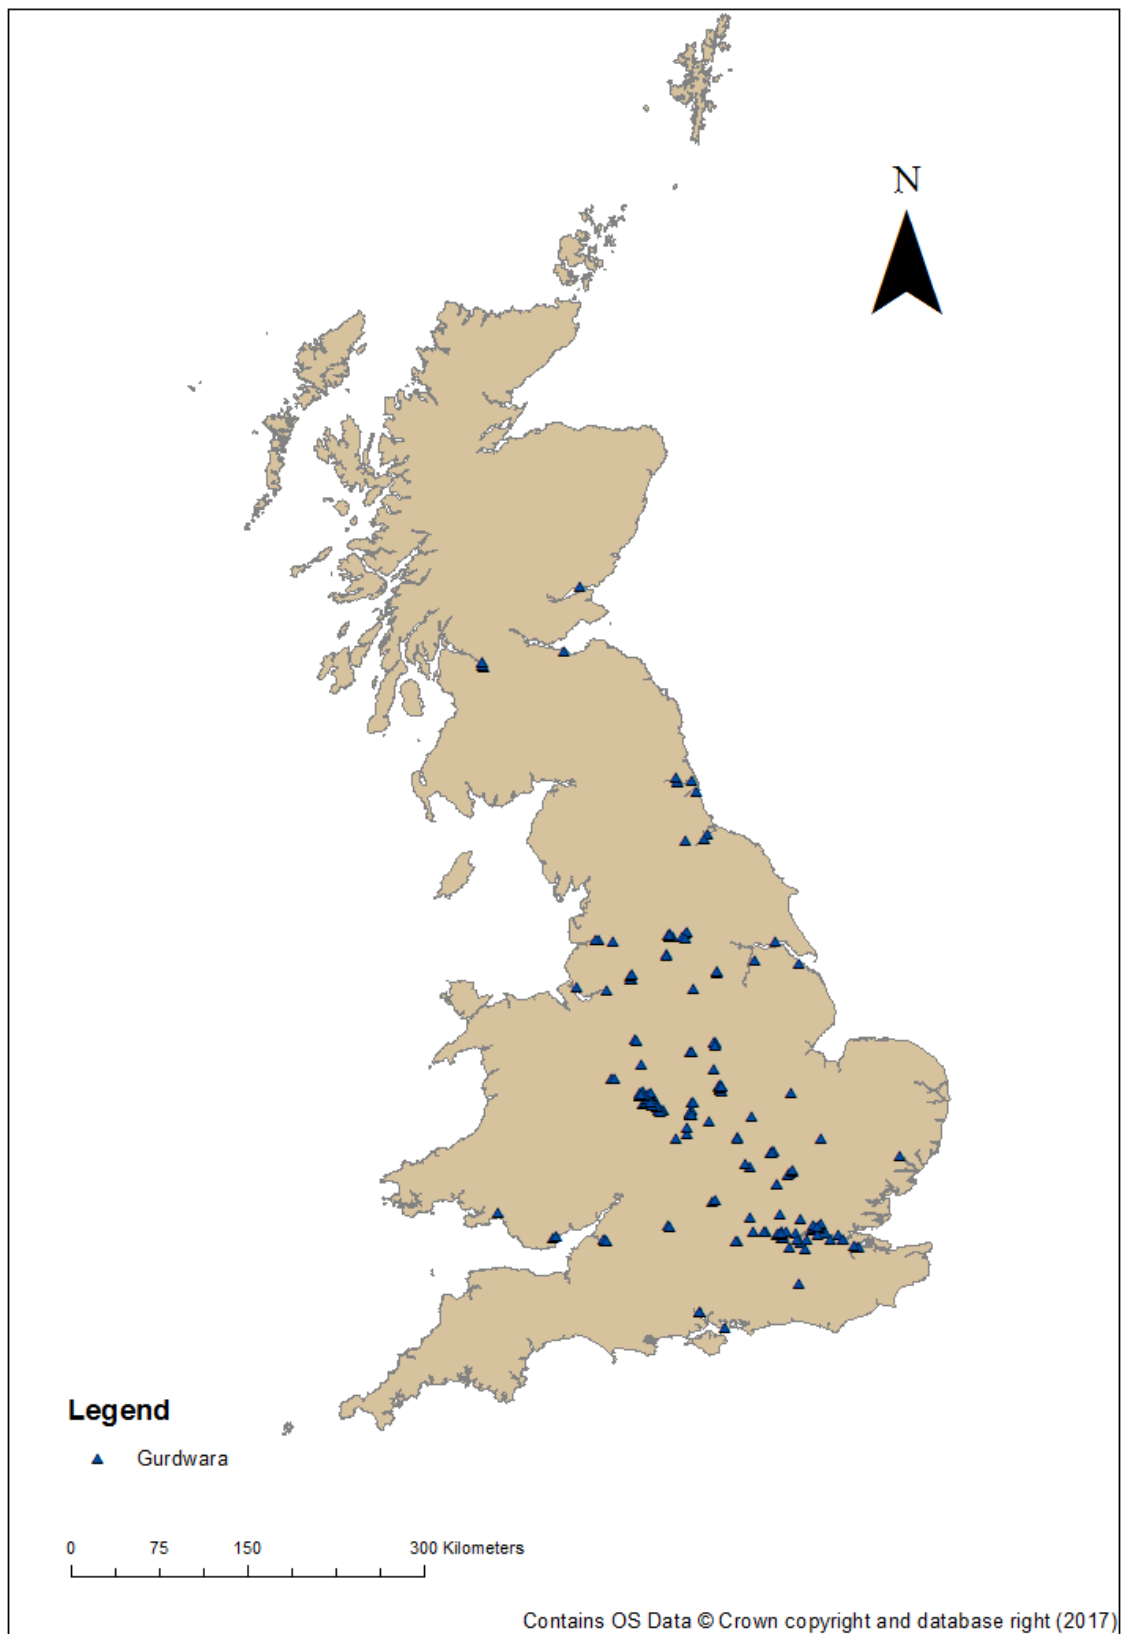 N
Legend
Gurdwara
0 75 150 300 Kilometers
Contains OS Data © Crown copyright and database right (2017)